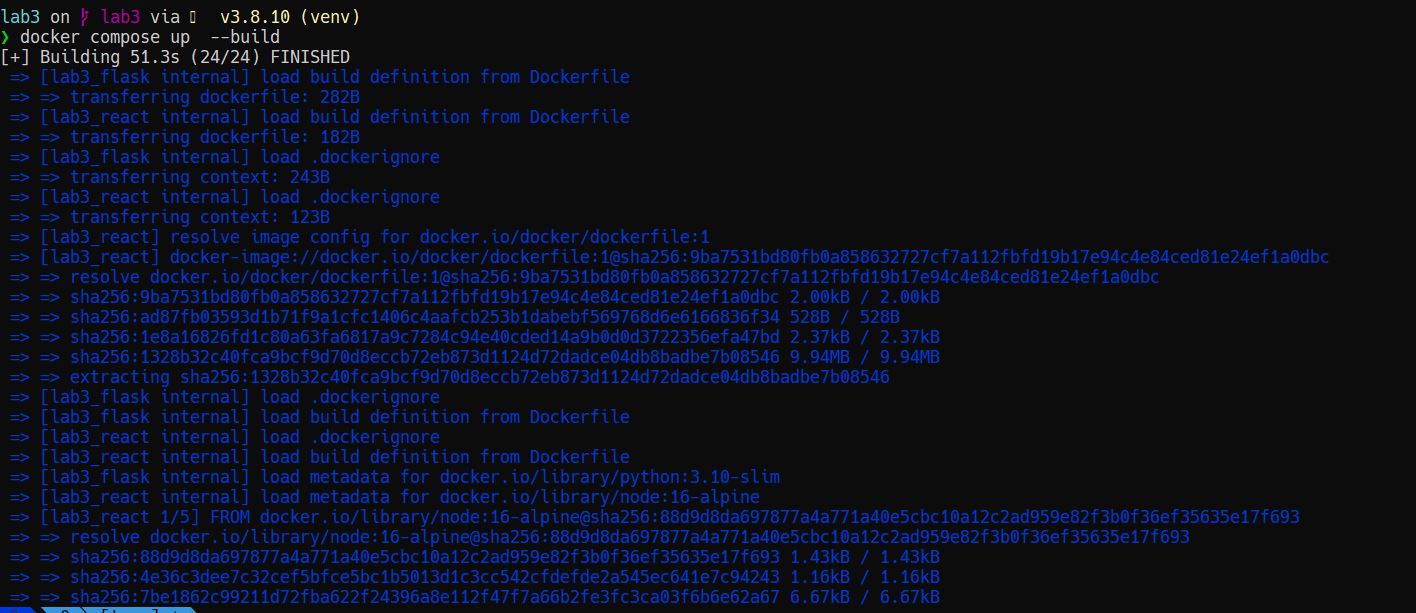 lab3 on lab3 via v3.8.10 (venv)
❯ docker compose up  --build
[+] Building 51.3s (24/24) FINISHED
=> [lab3_flask internal] load build definition from Dockerfile
=> => transferring dockerfile: 282B
=> [lab3_react internal] load build definition from Dockerfile
=> => transferring dockerfile: 182B
=> [lab3_flask internal] load .dockerignore
=> => transferring context: 243B
=> [lab3_react internal] load .dockerignore
=> => transferring context: 123B
=> [lab3_react] resolve image config for docker.io/docker/dockerfile:1
=> [lab3_react] docker-image://docker.io/docker/dockerfile:1@sha256:9ba7531bd80fb0a858632727cf7a112fbfd19b17e94c4e84ced81e24ef1a0dbc
=> => resolve docker.io/docker/dockerfile:1@sha256:9ba7531bd80fb0a858632727cf7a112fbfd19b17e94c4e84ced81e24ef1a0dbc
=> => sha256:9ba7531bd80fb0a858632727cf7a112fbfd19b17e94c4e84ced81e24ef1a0dbc 2.00kB / 2.00kB
=> => sha256:ad87fb03593d1b71f9a1cfc1406c4aafcb253b1dabebf569768d6e6166836f34 528B / 528B
=> => sha256:1e8a16826fd1c80a63fa6817a9c7284c94e40cded14a9b0d0d3722356efa47bd 2.37kB / 2.37kB
=> => sha256:1328b32c40fca9bcf9d70d8eccb72eb873d1124d72dadce04db8badbe7b08546 9.94MB / 9.94MB
=> => extracting sha256:1328b32c40fca9bcf9d70d8eccb72eb873d1124d72dadce04db8badbe7b08546
=> [lab3_flask internal] load .dockerignore
=> [lab3_flask internal] load build definition from Dockerfile
=> [lab3_react internal] load .dockerignore
=> [lab3_react internal] load build definition from Dockerfile
=> [lab3_flask internal] load metadata for docker.io/library/python:3.10-slim
=> [lab3_react internal] load metadata for docker.io/library/node:16-alpine
=> [lab3_react 1/5] FROM docker.io/library/node:16-alpine@sha256:88d9d8da697877a4a771a40e5cbc10a12c2ad959e82f3b0f36ef35635e17f693
=> => resolve docker.io/library/node:16-alpine@sha256:88d9d8da697877a4a771a40e5cbc10a12c2ad959e82f3b0f36ef35635e17f693
=> => sha256:88d9d8da697877a4a771a40e5cbc10a12c2ad959e82f3b0f36ef35635e17f693 1.43kB / 1.43kB
=> => sha256:4e36c3dee7c32cef5bfce5bc1b5013d1c3cc542cfdefde2a545ec641e7c94243 1.16kB / 1.16kB
=> => sha256:7be1862c99211d72fba622f24396a8e112f47f7a66b2fe3fc3ca03f6b6e62a67 6.67kB / 6.67kB